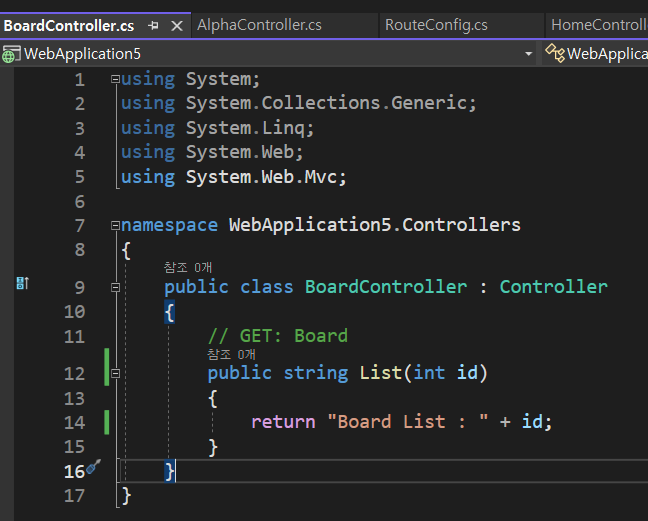 BoardController.cs AlphaController.cs RouteConfig.cs HomeControll
WebApplication5 WebApplica
1 using System;
2 using System.Collections.Generic;
3 using System.Linq;
4 using System.Web;
5 using System.Web.Mvc;
6
7 namespace WebApplication5.Controllers
8 {
참조 0개
9 public class BoardController : Controller
10 {
11 // GET: Board
참조 0개
12 public string List(int id)
13 {
14 return "Board List : " + id;
15 }
16 }
17 }